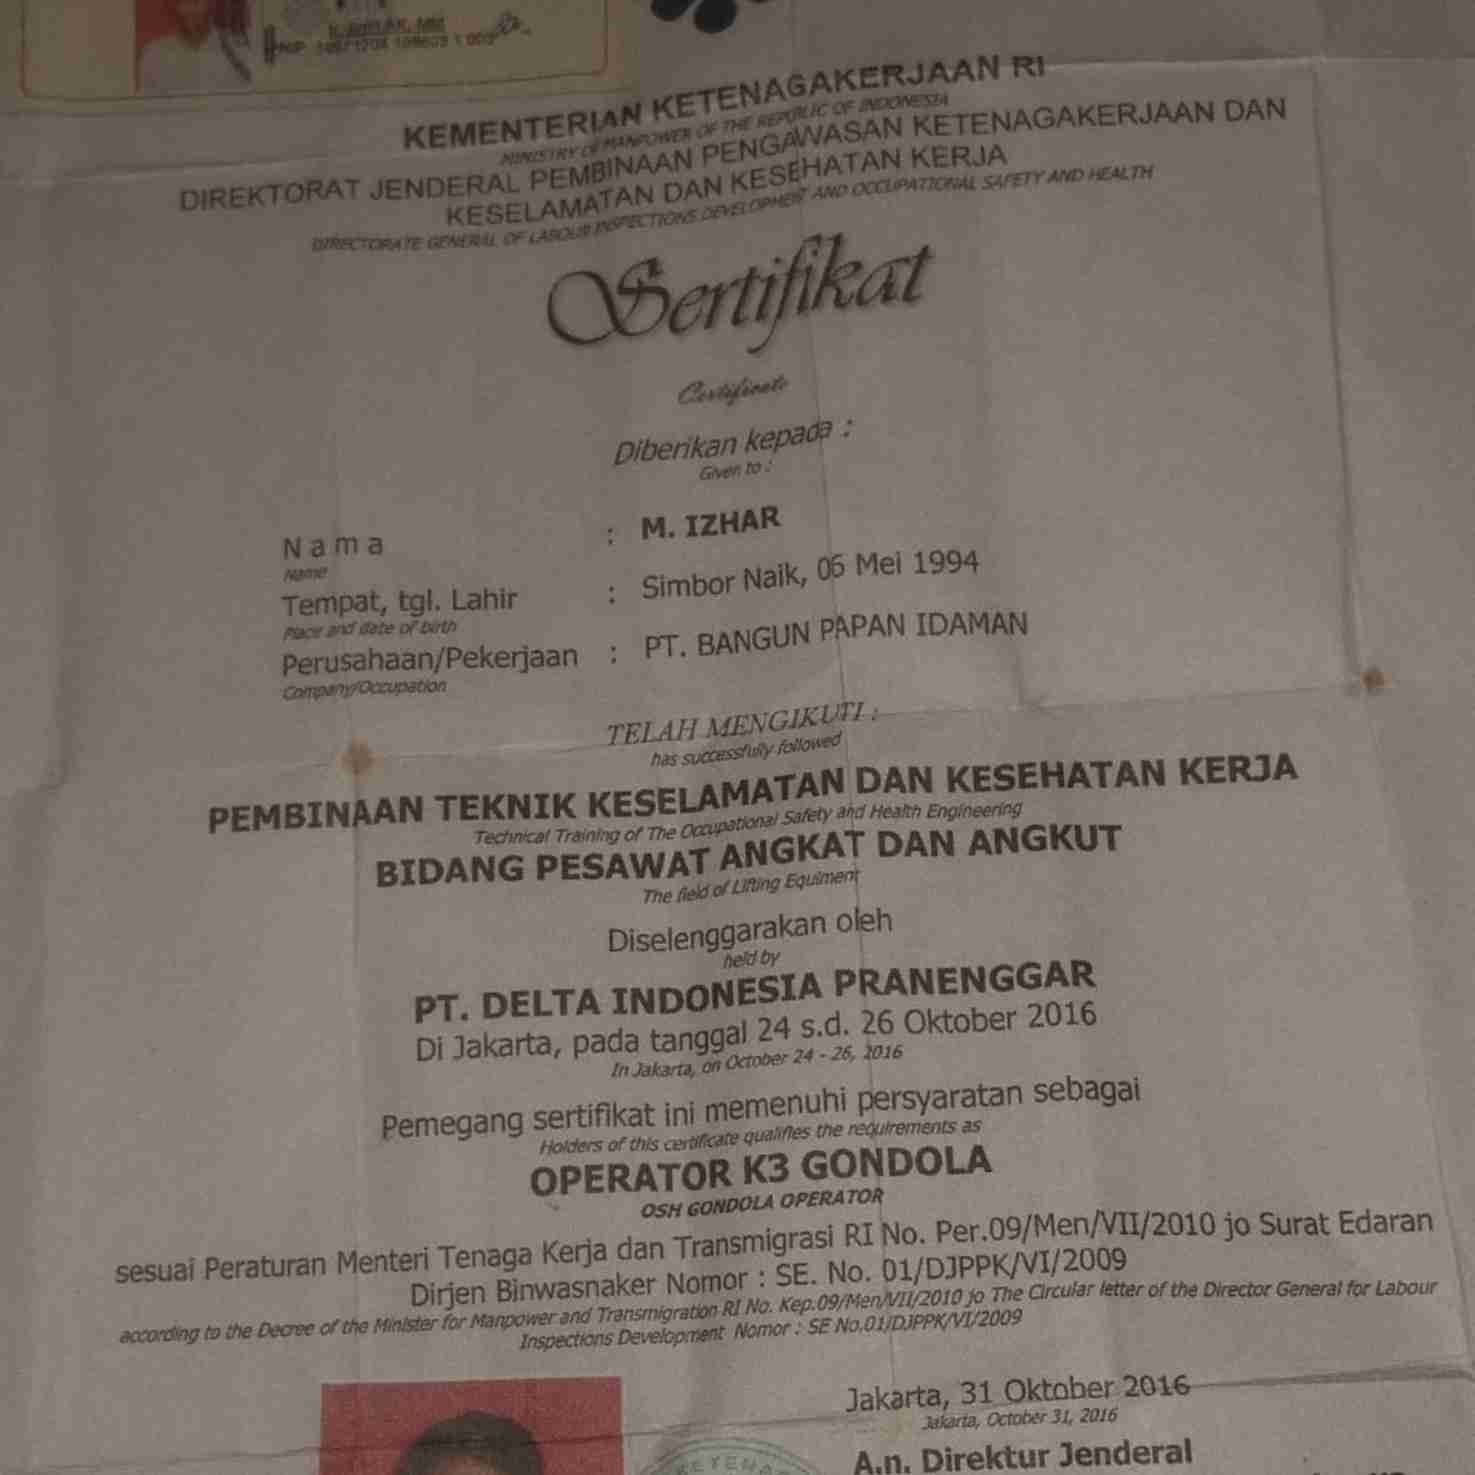 KEMENTERIAN KETENAGAKERJAAN RI
MINISTRY OF MANPOWER OF THE REPUBLIC OF INDONESIA
DIREKTORAT JENDERAL PEMBINAAN PENGAWASAN KETENAGAKERJAAN DAN
KESELAMATAN DAN KESEHATAN KERJA
DIRECTORATE GENERAL OF LABOUR INSPECTIONS DEVELOPMENT AND OCCUPATIONAL SAFETY AND HEALTH
Sertifikat
Certificate
Diberikan kepada :
Given to :
Nama : M. IZHAR
Name
Tempat, tgl. Lahir : Simbor Naik, 06 Mei 1994
Place and date of birth
Perusahaan/Pekerjaan : PT. BANGUN PAPAN IDAMAN
Company/Occupation
TELAH MENGIKUTI :
has successfully followed
PEMBINAAN TEKNIK KESELAMATAN DAN KESEHATAN KERJA
Technical Training of The Occupational Safety and Health Engineering
BIDANG PESAWAT ANGKAT DAN ANGKUT
The field of Lifting Equiment
Diselenggarakan oleh
held by
PT. DELTA INDONESIA PRANENGGAR
Di Jakarta, pada tanggal 24 s.d. 26 Oktober 2016
In Jakarta, on October 24 - 26, 2016
Pemegang sertifikat ini memenuhi persyaratan sebagai
Holders of this certificate qualifies the requirements as
OPERATOR K3 GONDOLA
OSH GONDOLA OPERATOR
sesuai Peraturan Menteri Tenaga Kerja dan Transmigrasi RI No. Per.09/Men/VII/2010 jo Surat Edaran
Dirjen Binwasnaker Nomor : SE. No. 01/DJPPK/VI/2009
according to the Decree of the Minister for Manpower and Transmigration RI No. Kep.09/Men/VII/2010 jo The Circular letter of the Director General for Labour
Inspections Development Nomor : SE No.01/DJPPK/VI/2009
Jakarta, 31 Oktober 2016
Jakarta, October 31, 2016
A.n. Direktur Jenderal